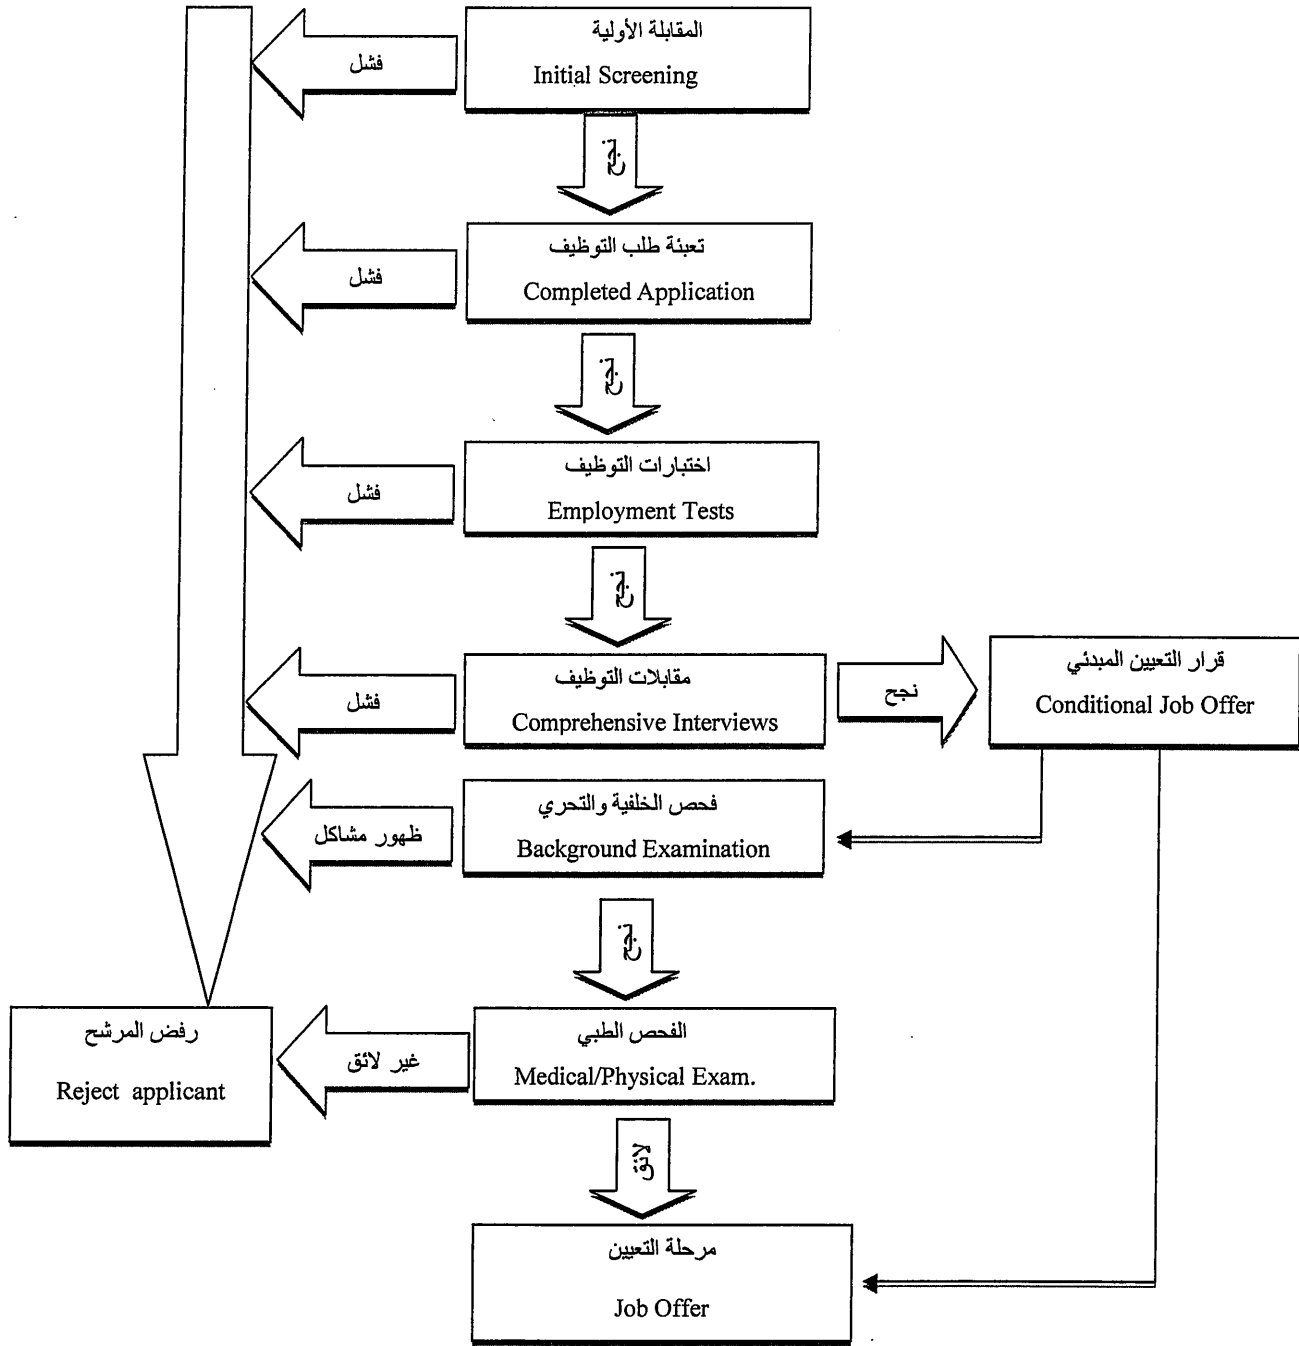 المقابلة الأولية
Initial Screening
فشل
نجح
تعبئة طلب التوظيف
Completed Application
فشل
نجح
اختبارات التوظيف
Employment Tests
فشل
نجح
مقابلات التوظيف
Comprehensive Interviews
فشل
نجح
قرار التعيين المبدئي
Conditional Job Offer
فحص الخلفية والتحري
Background Examination
ظهور مشاكل
نجح
الفحص الطبي
Medical/Physical Exam.
غير لائق
رفض المرشح
Reject applicant
لائق
مرحلة التعيين
Job Offer